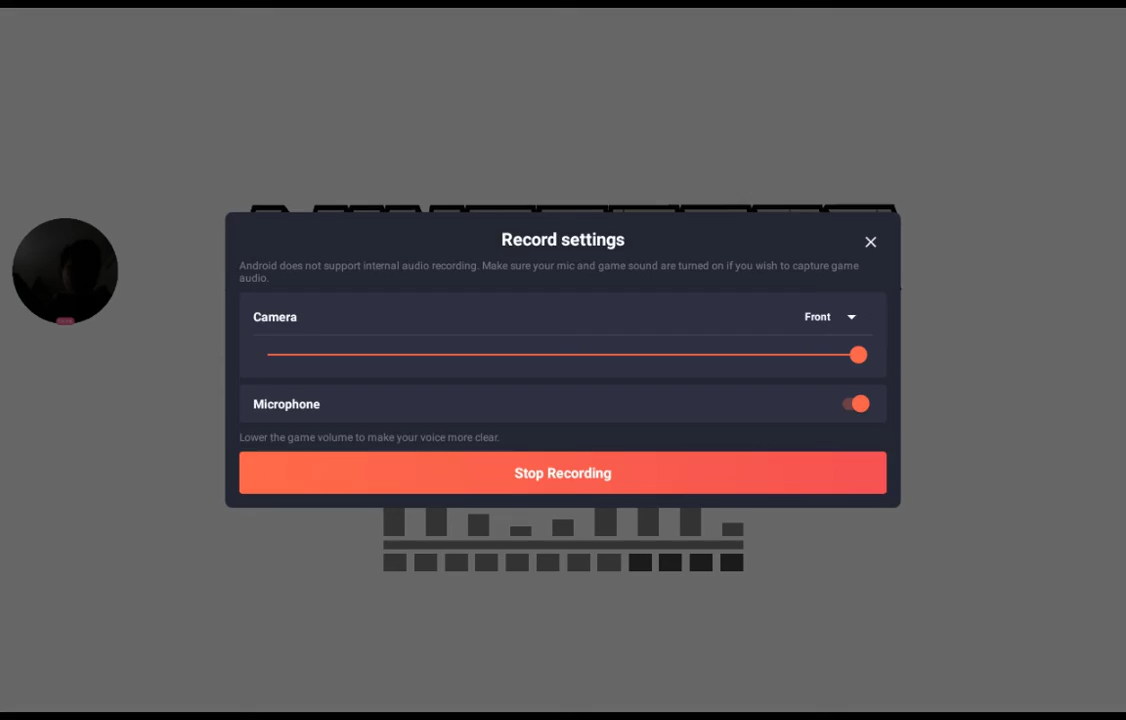 Record settings
Android does not support internal audio recording. Make sure your mic and game sound are turned on if you wish to capture game
audio.
Camera
Front
Microphone
Lower the game volume to make your voice more clear.
Stop Recording